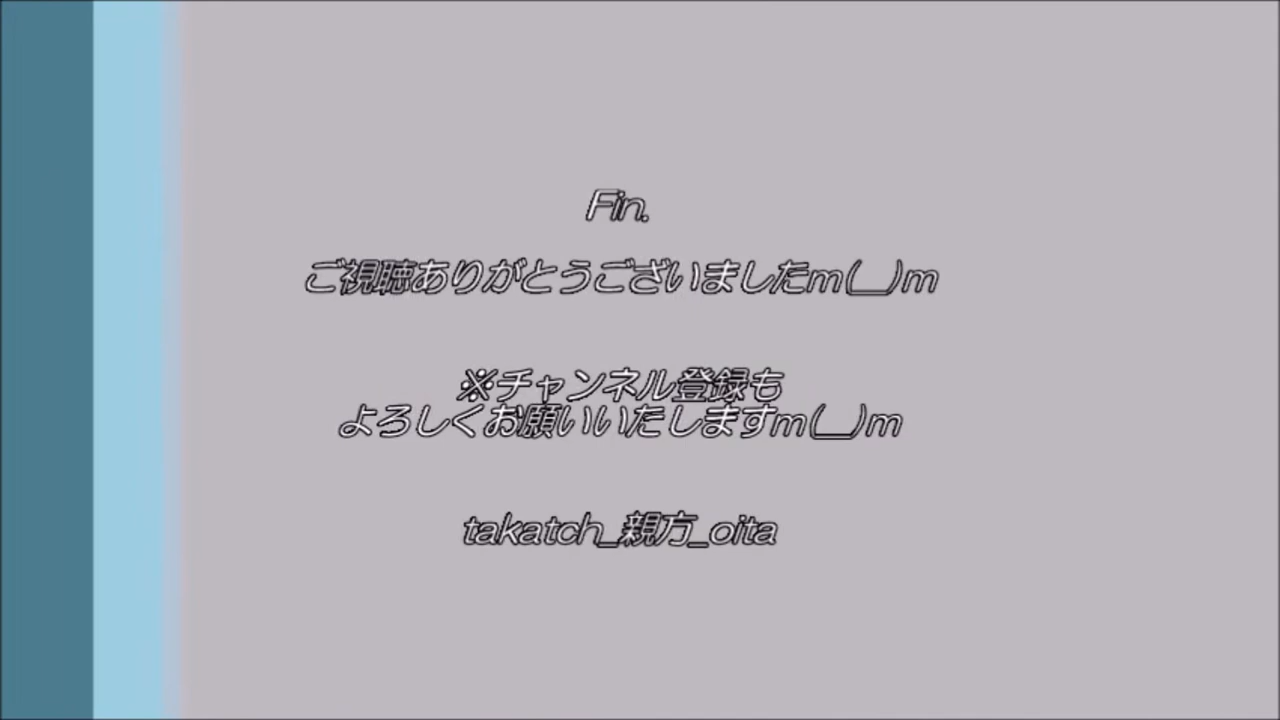 Fin.
ご視聴ありがとうございましたm(__)m
※チャンネル登録も
よろしくお願いいたしますm(__)m
takatch_親方_oita